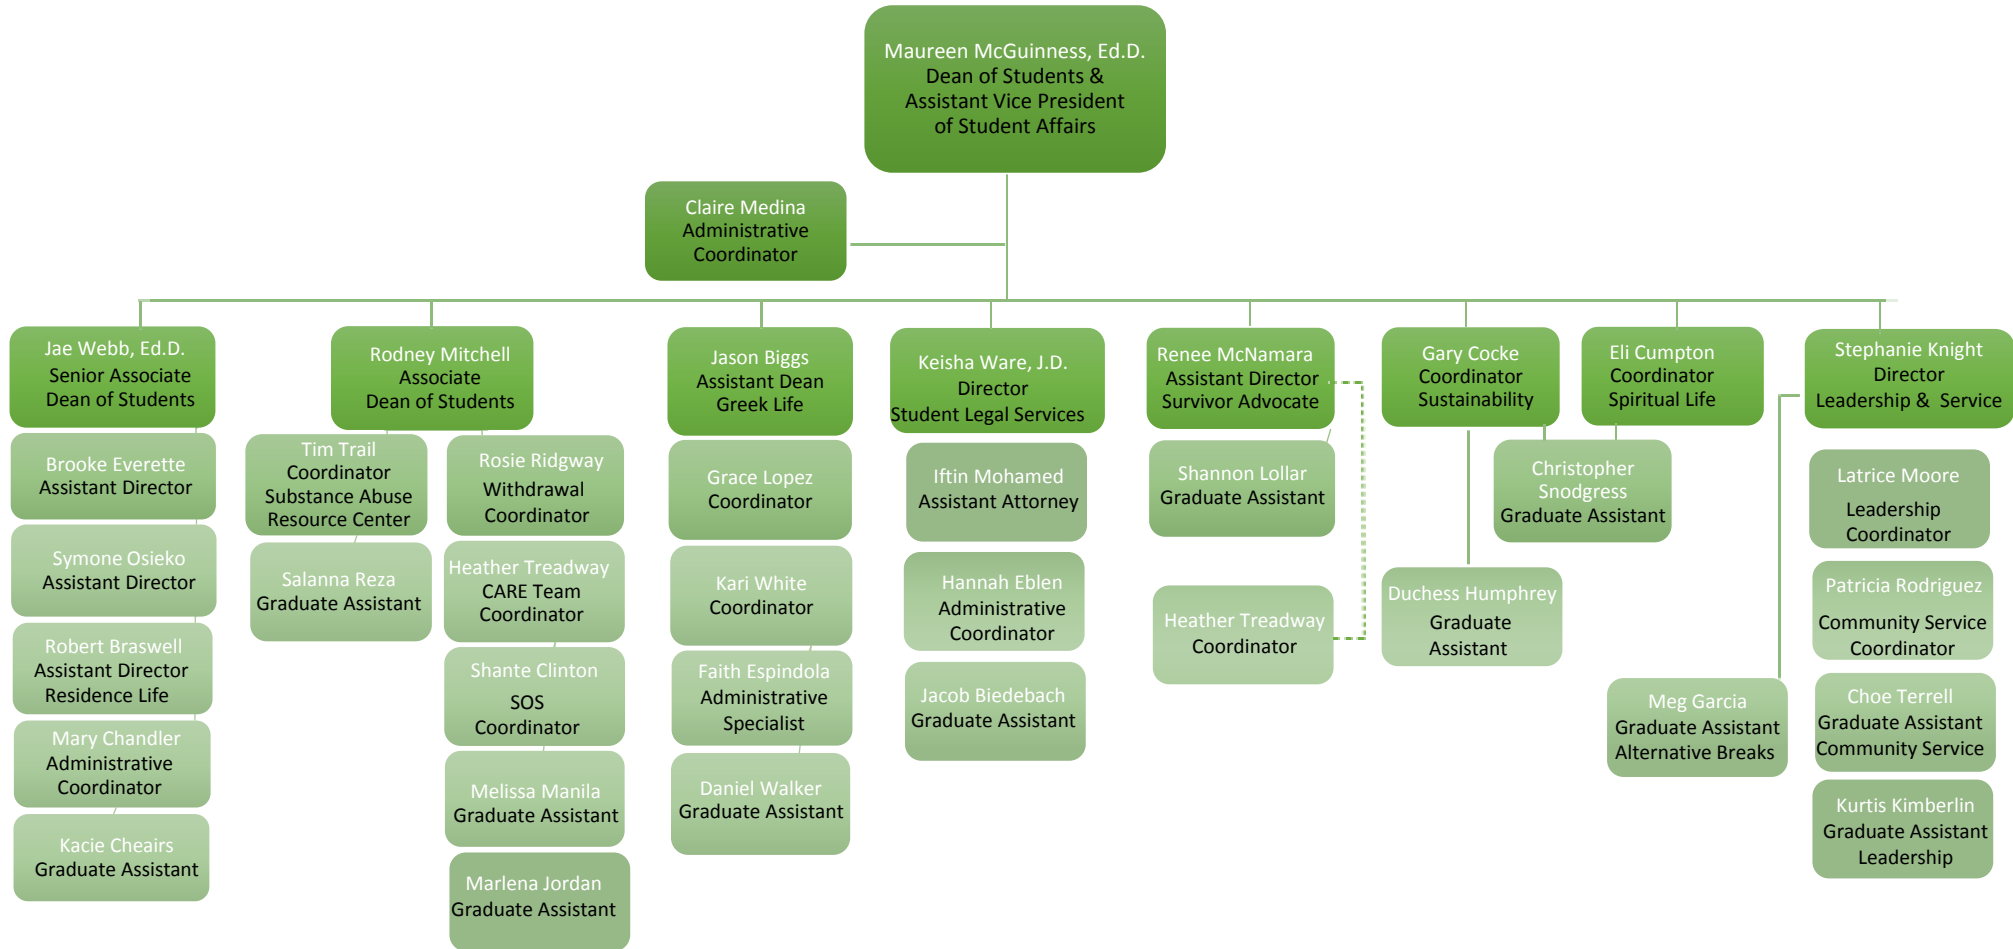 Maureen McGuinness, Ed.D.
Dean of Students &
Assistant Vice President
of Student Affairs
Claire Medina
Administrative
Coordinator
Jae Webb, Ed.D.
Senior Associate
Dean of Students
Brooke Everette
Assistant Director
Symone Osieko
Assistant Director
Robert Braswell
Assistant Director
Residence Life
Mary Chandler
Administrative
Coordinator
Kacie Cheairs
Graduate Assistant
Rodney Mitchell
Associate
Dean of Students
Tim Trail
Coordinator
Substance Abuse
Resource Center
Salanna Reza
Graduate Assistant
Rosie Ridgway
Withdrawal
Coordinator
Heather Treadway
CARE Team
Coordinator
Shante Clinton
SOS
Coordinator
Melissa Manila
Graduate Assistant
Marlena Jordan
Graduate Assistant
Jason Biggs
Assistant Dean
Greek Life
Grace Lopez
Coordinator
Kari White
Coordinator
Faith Espindola
Administrative
Specialist
Daniel Walker
Graduate Assistant
Keisha Ware, J.D.
Director
Student Legal Services
Iftin Mohamed
Assistant Attorney
Hannah Eblen
Administrative
Coordinator
Jacob Biedebach
Graduate Assistant
Renee McNamara
Assistant Director
Survivor Advocate
Shannon Lollar
Graduate Assistant
Heather Treadway
Coordinator
Gary Cocke
Coordinator
Sustainability
Duchess Humphrey
Graduate
Assistant
Eli Cumpton
Coordinator
Spiritual Life
Christopher
Snodgress
Graduate Assistant
Stephanie Knight
Director
Leadership &  Service
Latrice Moore
Leadership
Coordinator
Patricia Rodriguez
Community Service
Coordinator
Choe Terrell
Graduate Assistant
Community Service
Kurtis Kimberlin
Graduate Assistant
Leadership
Meg Garcia
Graduate Assistant
Alternative Breaks